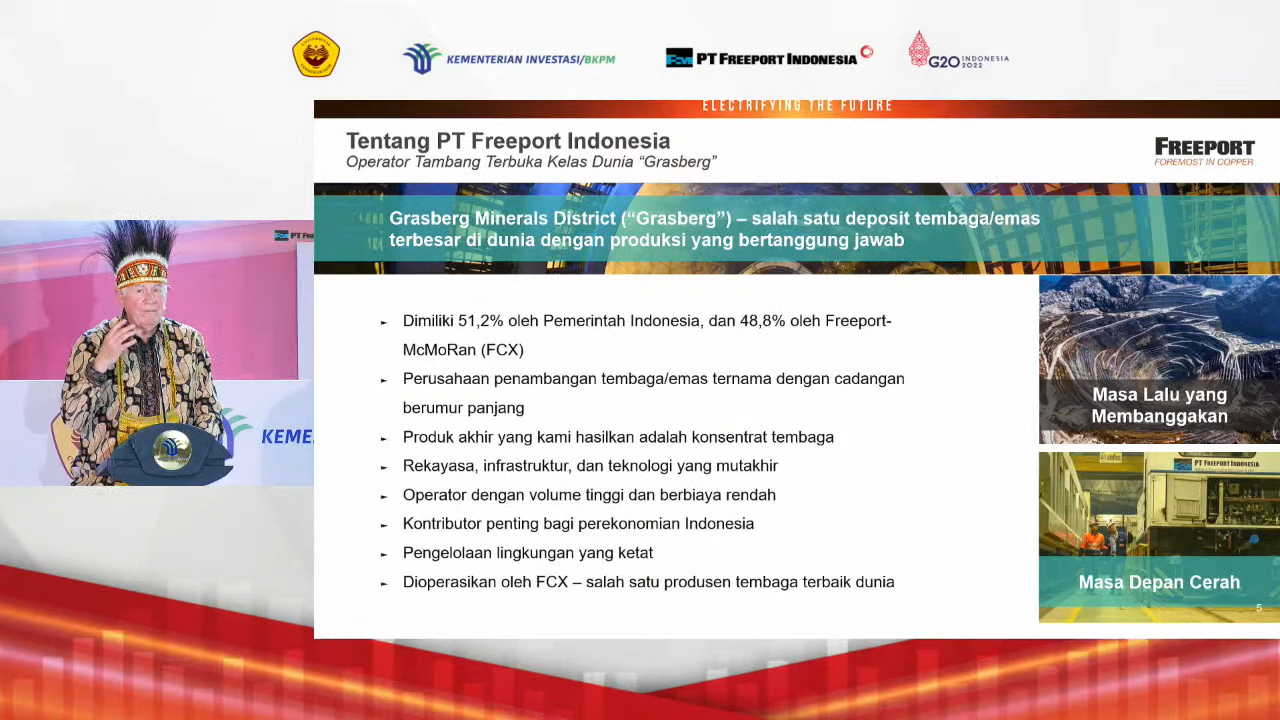 KEMENTERIAN INVESTASI/BKPM
PT FREEPORT INDONESIA
G20 INDONESIA
2022
ELECTRIFYING THE FUTURE
Tentang PT Freeport Indonesia
Operator Tambang Terbuka Kelas Dunia “Grasberg”
FREEPORT
FOREMOST IN COPPER
Grasberg Minerals District (“Grasberg”) – salah satu deposit tembaga/emas
terbesar di dunia dengan produksi yang bertanggung jawab
► Dimiliki 51,2% oleh Pemerintah Indonesia, dan 48,8% oleh Freeport-
McMoRan (FCX)
► Perusahaan penambangan tembaga/emas ternama dengan cadangan
berumur panjang
► Produk akhir yang kami hasilkan adalah konsentrat tembaga
► Rekayasa, infrastruktur, dan teknologi yang mutakhir
► Operator dengan volume tinggi dan berbiaya rendah
► Kontributor penting bagi perekonomian Indonesia
► Pengelolaan lingkungan yang ketat
► Dioperasikan oleh FCX – salah satu produsen tembaga terbaik dunia
Masa Lalu yang
Membanggakan
PT FREEPORT INDONESIA
Masa Depan Cerah
5
PT FR
KEME